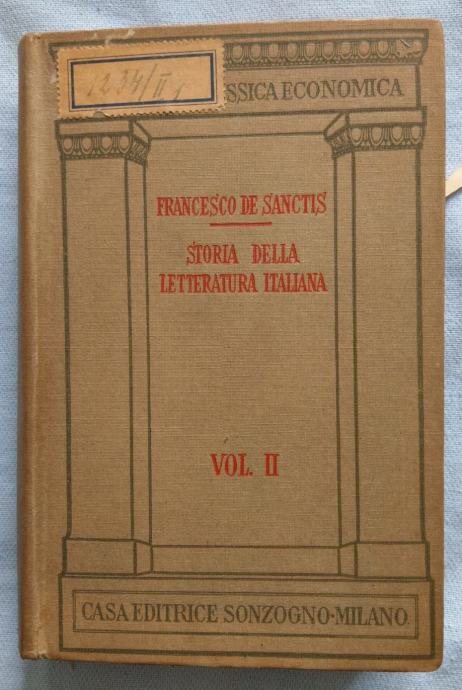 1234/II
SSICA ECONOMICA
FRANCESCO DE SANCTIS
STORIA DELLA
LETTERATURA ITALIANA
VOL. II
CASA EDITRICE SONZOGNO·MILANO